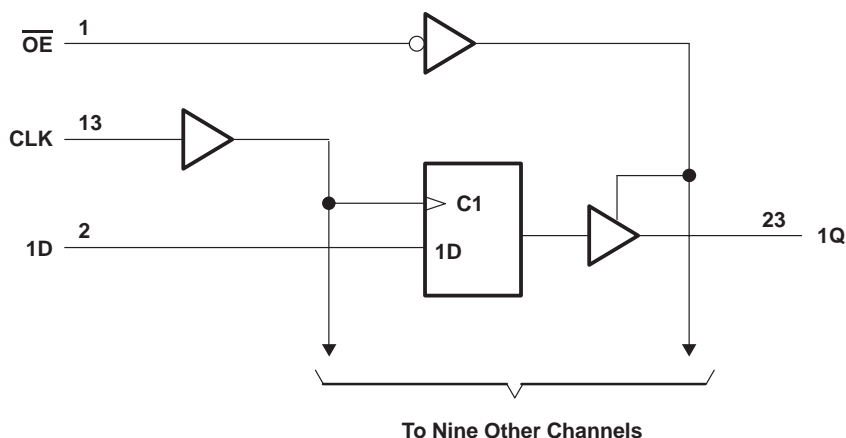 OE 1
CLK 13
C1
1D 2
1D
23
1Q
To Nine Other Channels